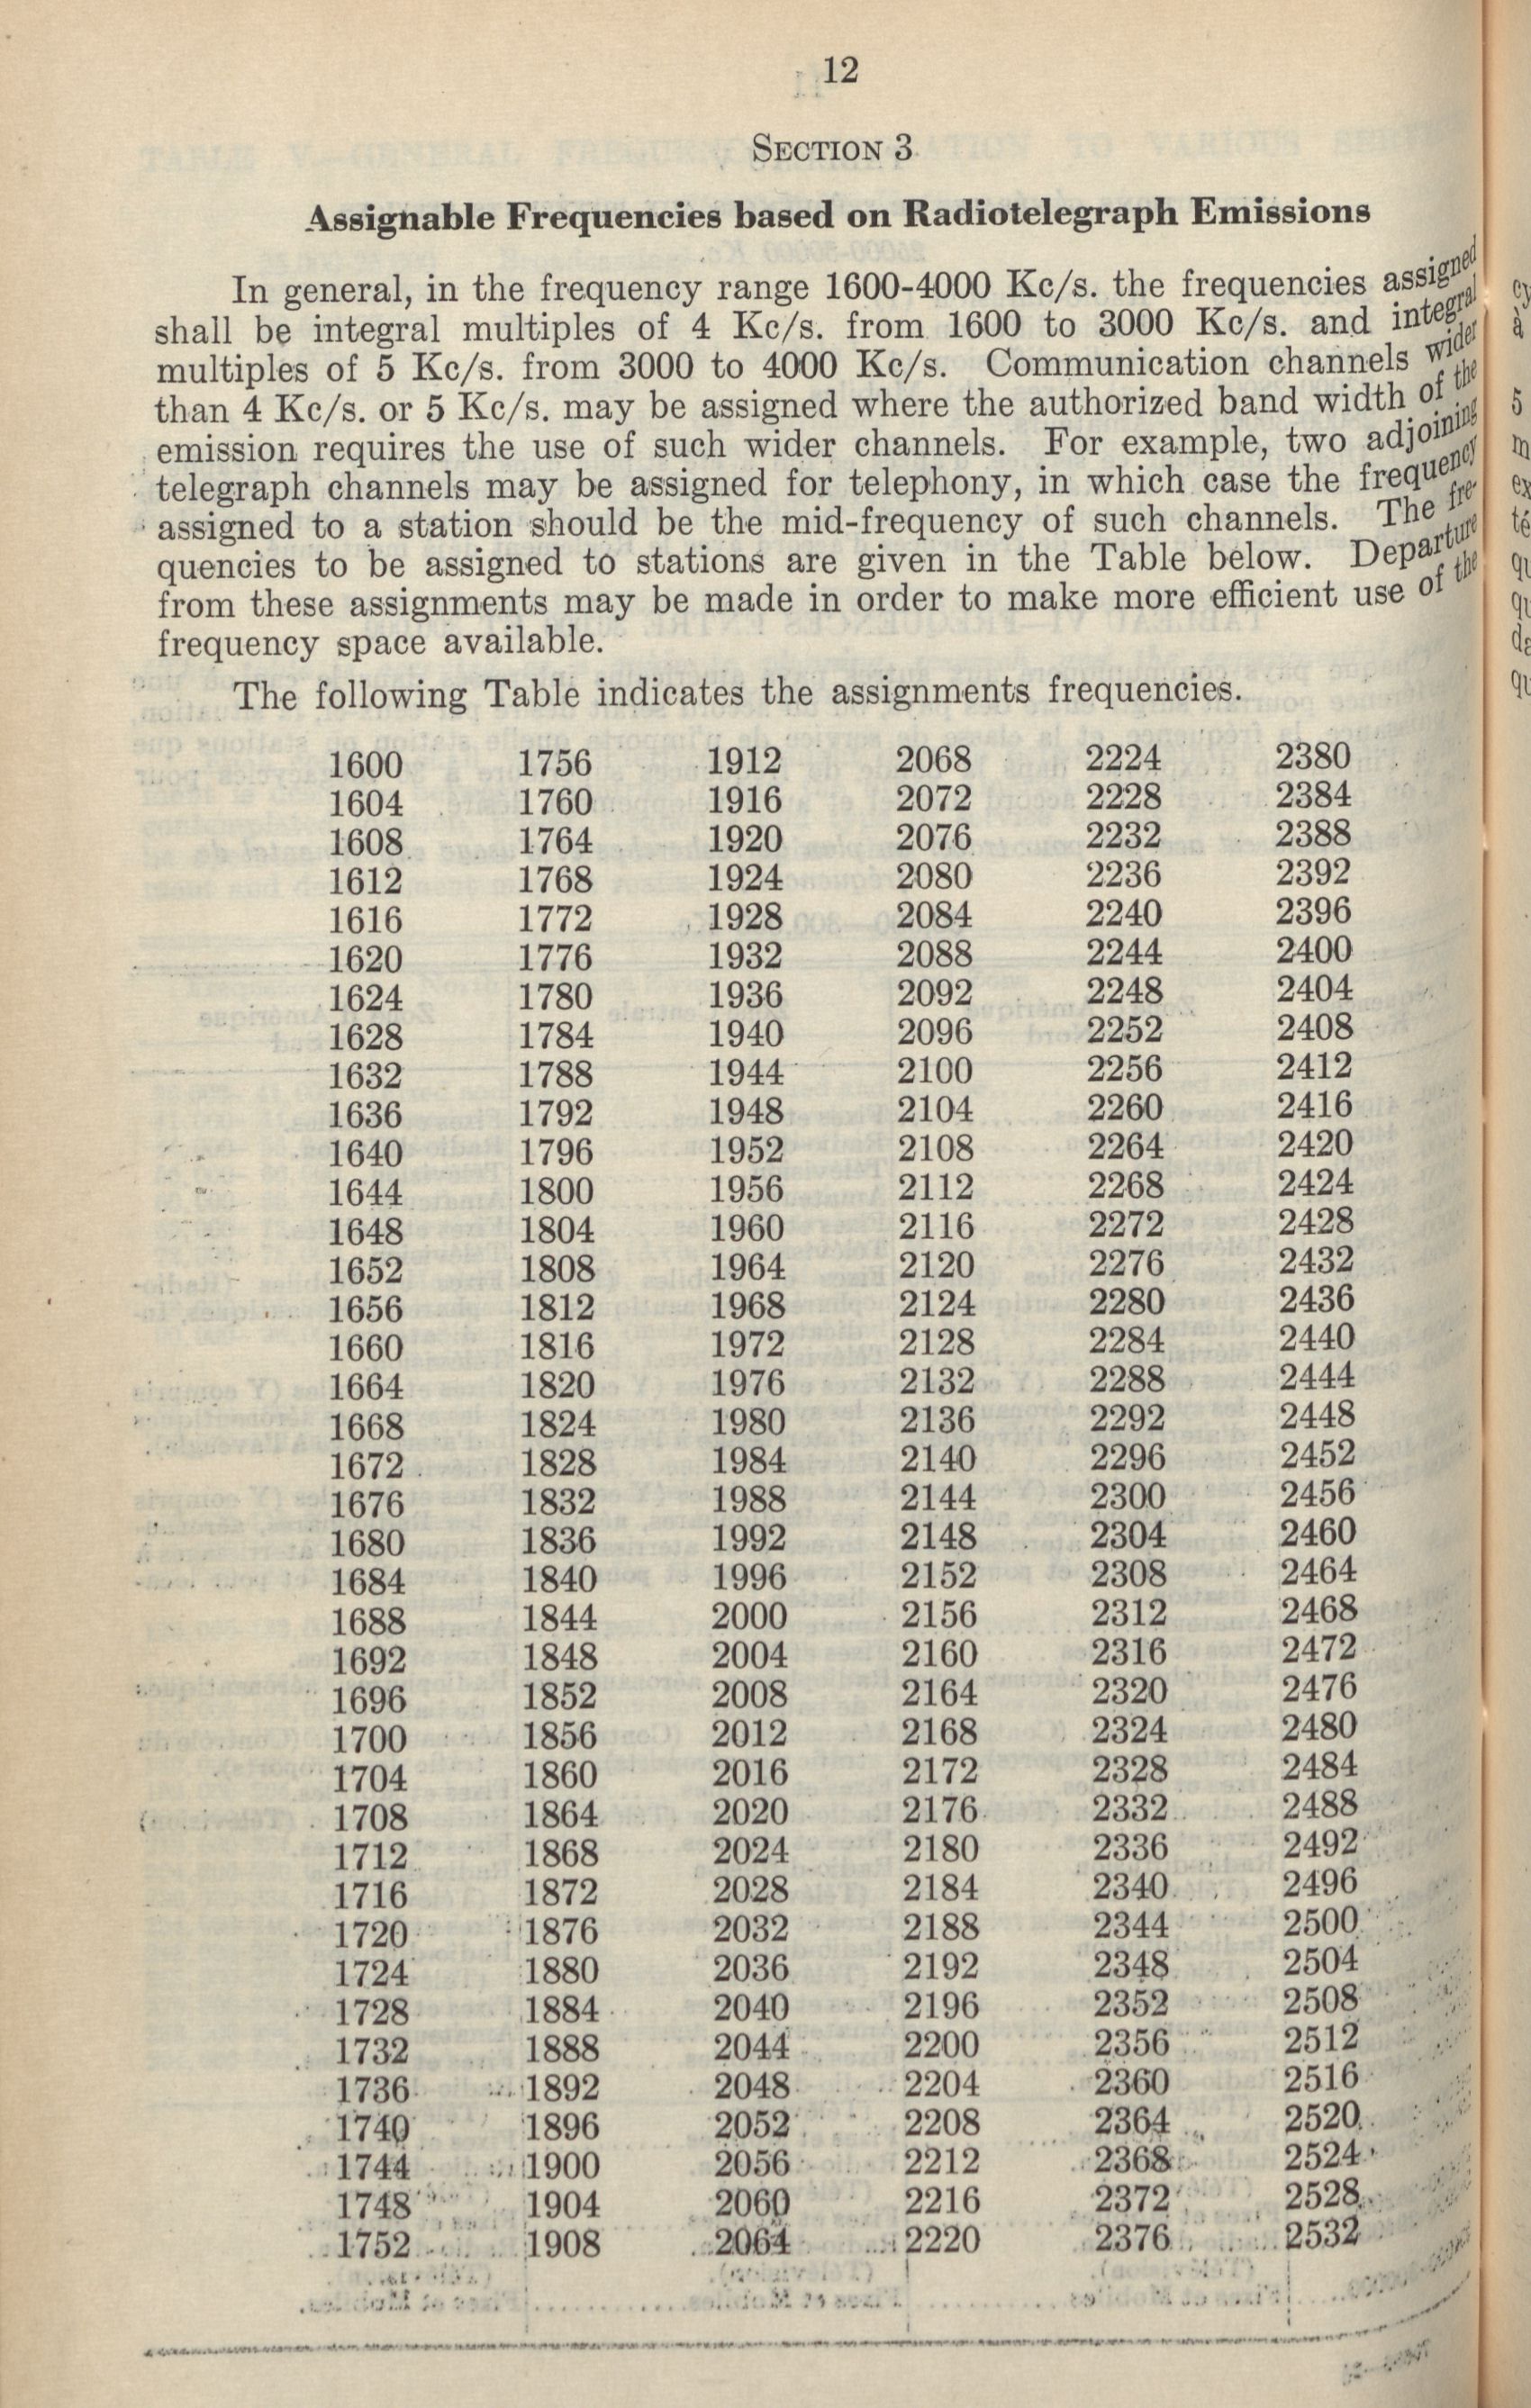 12
SECTION 3
Assignable Frequencies based on Radiotelegraph Emissions
In general, in the frequency range 1600-4000 Kc/s. the frequencies assigned
shall be integral multiples of 4 Kc/s. from 1600 to 3000 Kc/s. and integral
multiples of 5 Kc/s. from 3000 to 4000 Kc/s. Communication channels wider
than 4 Kc/s. or 5 Kc/s. may be assigned where the authorized band width of the
emission requires the use of such wider channels. For example, two adjoining
telegraph channels may be assigned for telephony, in which case the frequency
assigned to a station should be the mid-frequency of such channels. The fre-
quencies to be assigned to stations are given in the Table below. Departure
from these assignments may be made in order to make more efficient use of the
frequency space available.
The following Table indicates the assignments frequencies.
1600 1756 1912 2068 2224 2380
1604 1760 1916 2072 2228 2384
1608 1764 1920 2076 2232 2388
1612 1768 1924 2080 2236 2392
1616 1772 1928 2084 2240 2396
1620 1776 1932 2088 2244 2400
1624 1780 1936 2092 2248 2404
1628 1784 1940 2096 2252 2408
1632 1788 1944 2100 2256 2412
1636 1792 1948 2104 2260 2416
1640 1796 1952 2108 2264 2420
1644 1800 1956 2112 2268 2424
1648 1804 1960 2116 2272 2428
1652 1808 1964 2120 2276 2432
1656 1812 1968 2124 2280 2436
1660 1816 1972 2128 2284 2440
1664 1820 1976 2132 2288 2444
1668 1824 1980 2136 2292 2448
1672 1828 1984 2140 2296 2452
1676 1832 1988 2144 2300 2456
1680 1836 1992 2148 2304 2460
1684 1840 1996 2152 2308 2464
1688 1844 2000 2156 2312 2468
1692 1848 2004 2160 2316 2472
1696 1852 2008 2164 2320 2476
1700 1856 2012 2168 2324 2480
1704 1860 2016 2172 2328 2484
1708 1864 2020 2176 2332 2488
1712 1868 2024 2180 2336 2492
1716 1872 2028 2184 2340 2496
1720 1876 2032 2188 2344 2500
1724 1880 2036 2192 2348 2504
1728 1884 2040 2196 2352 2508
1732 1888 2044 2200 2356 2512
1736 1892 2048 2204 2360 2516
1740 1896 2052 2208 2364 2520
1744 1900 2056 2212 2368 2524
1748 1904 2060 2216 2372 2528
1752 1908 2064 2220 2376 2532